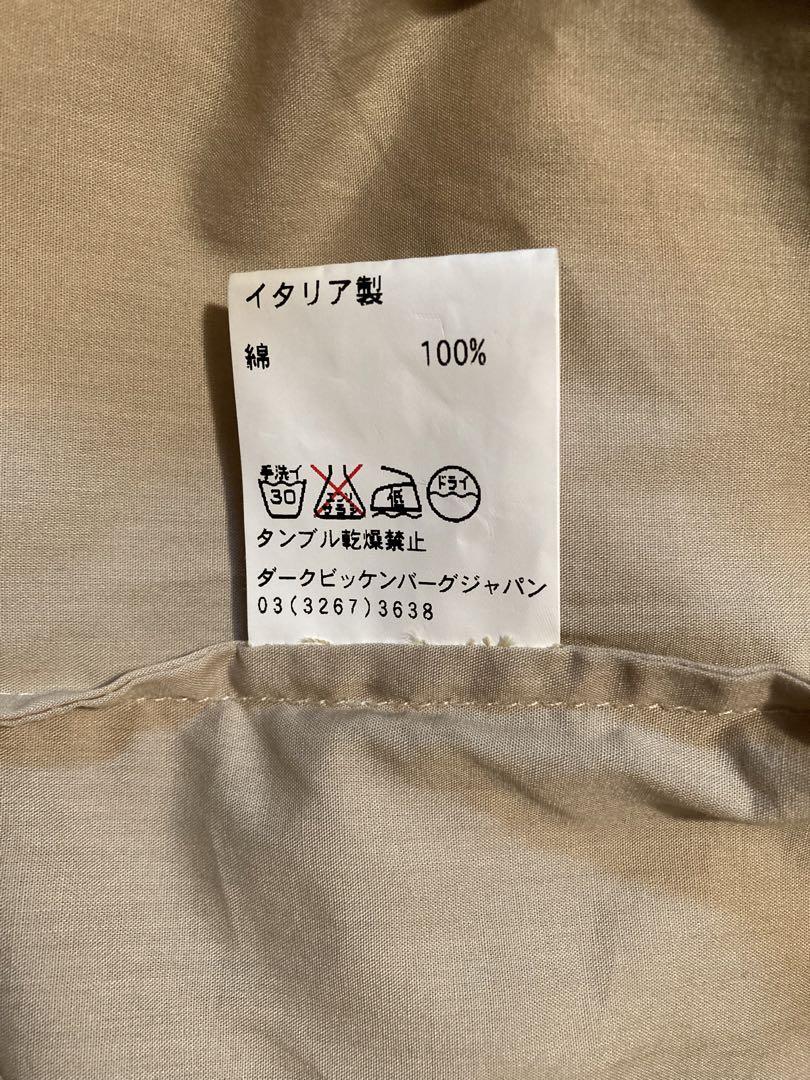 イタリア製
綿 100%
手洗イ 30 エンソサラシ 低 ドライ
タンブル乾燥禁止
ダークビッケンバーグジャパン
03(3267)3638